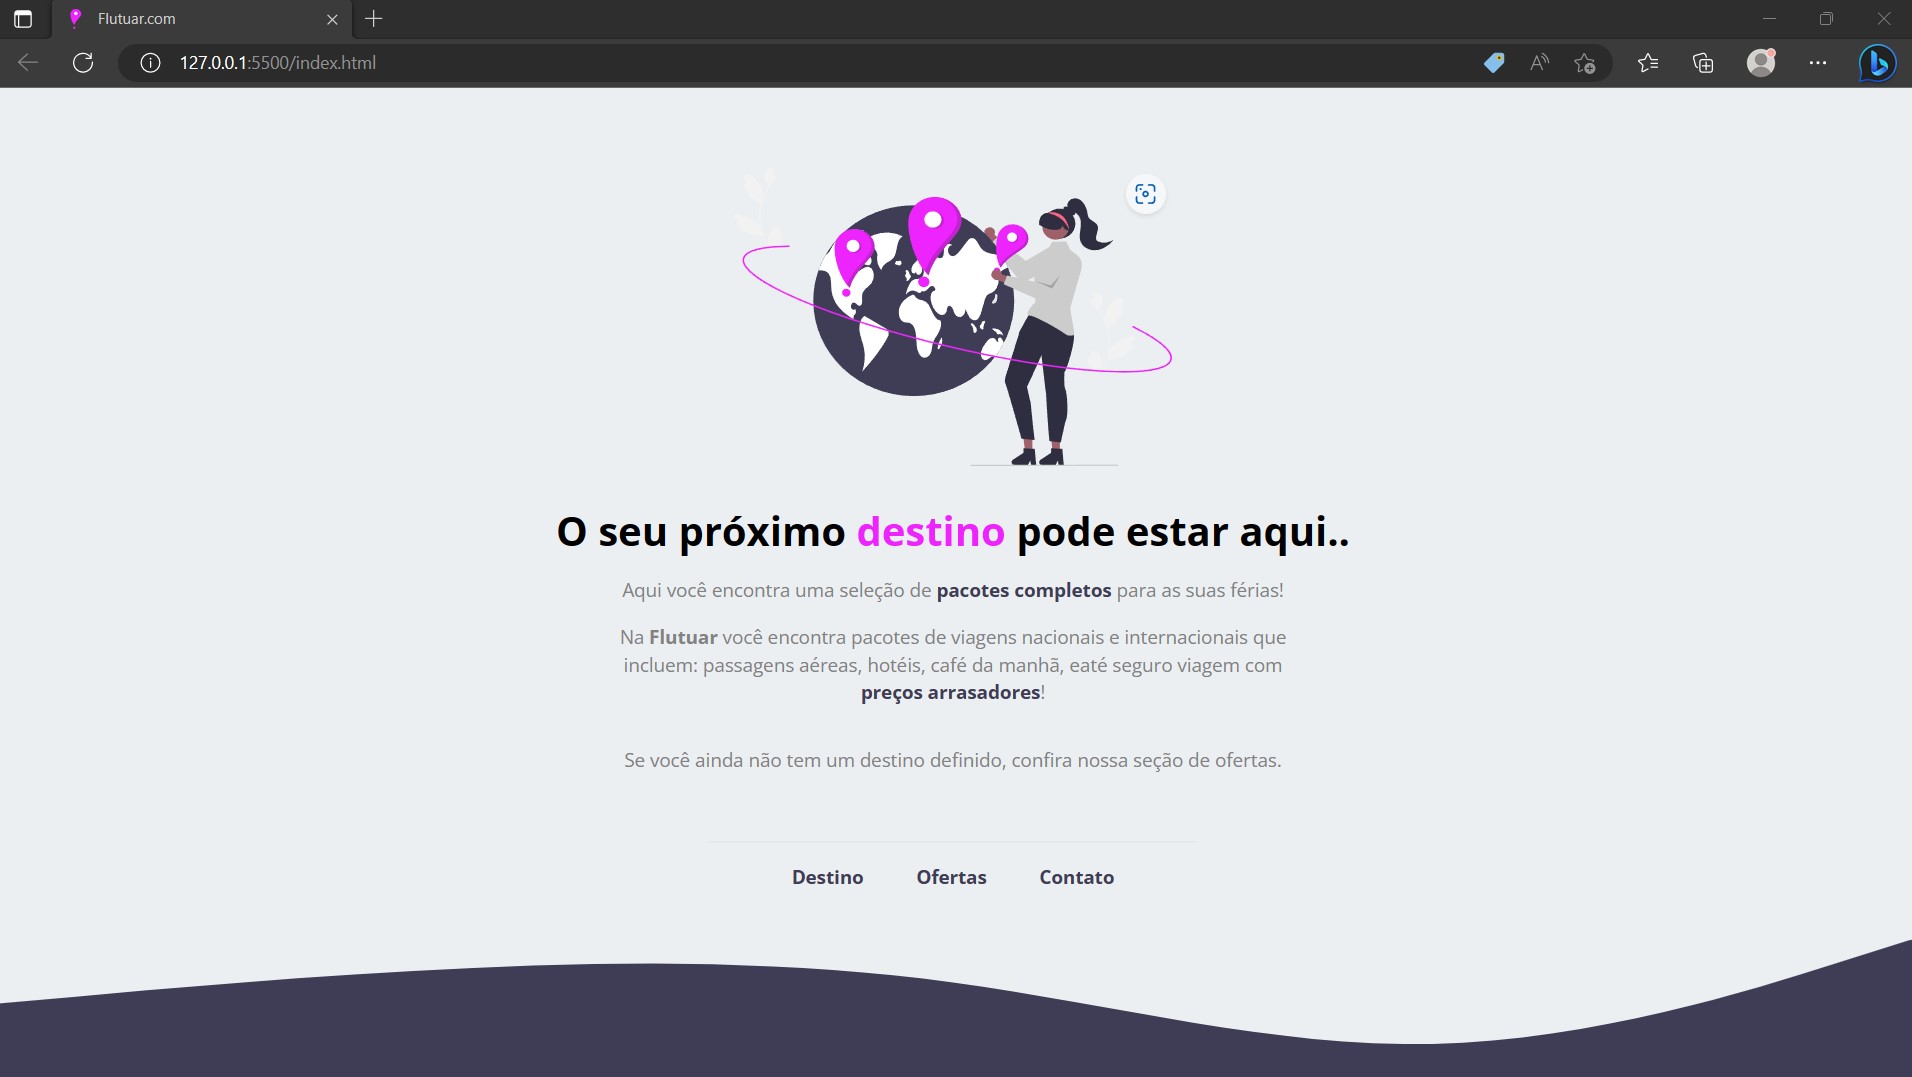 Flutuar.com
127.0.0.1:5500/index.html
O seu próximo destino pode estar aqui..
Aqui você encontra uma seleção de pacotes completos para as suas férias!
Na Flutuar você encontra pacotes de viagens nacionais e internacionais que
incluem: passagens aéreas, hotéis, café da manhã, eaté seguro viagem com
preços arrasadores!
Se você ainda não tem um destino definido, confira nossa seção de ofertas.
Destino Ofertas Contato